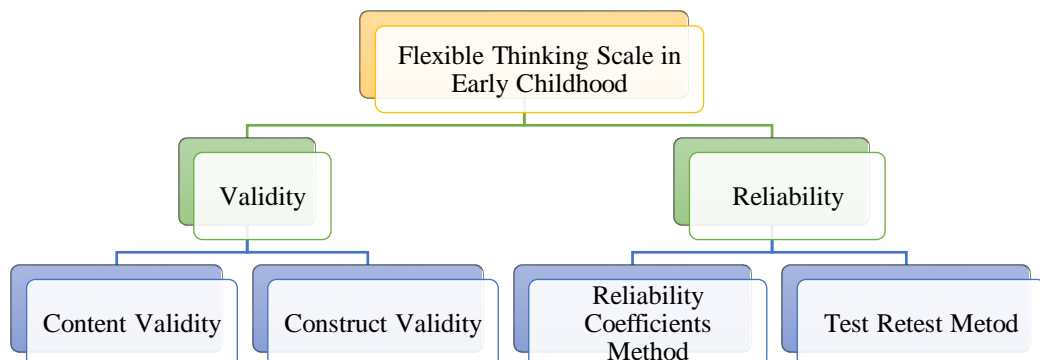 Flexible Thinking Scale in
Early Childhood
Validity
Reliability
Content Validity
Construct Validity
Reliability
Coefficients
Method
Test Retest Metod